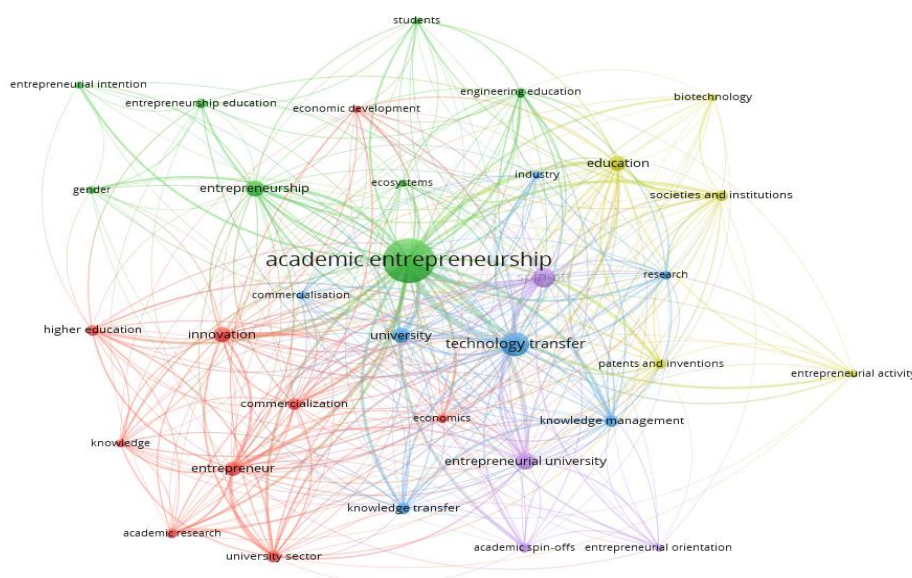 students
entrepreneurial intention
engineering education
biotechnology
entrepreneurship education
economic development
education
industry
entrepreneurship
ecosystems
gender
societies and institutions
academic entrepreneurship
spin-off
research
commercialisation
higher education
innovation
university
technology transfer
patents and inventions
entrepreneurial activity
commercialization
economics
knowledge management
knowledge
entrepreneur
entrepreneurial university
knowledge transfer
academic research
university sector
academic spin-offs
entrepreneurial orientation